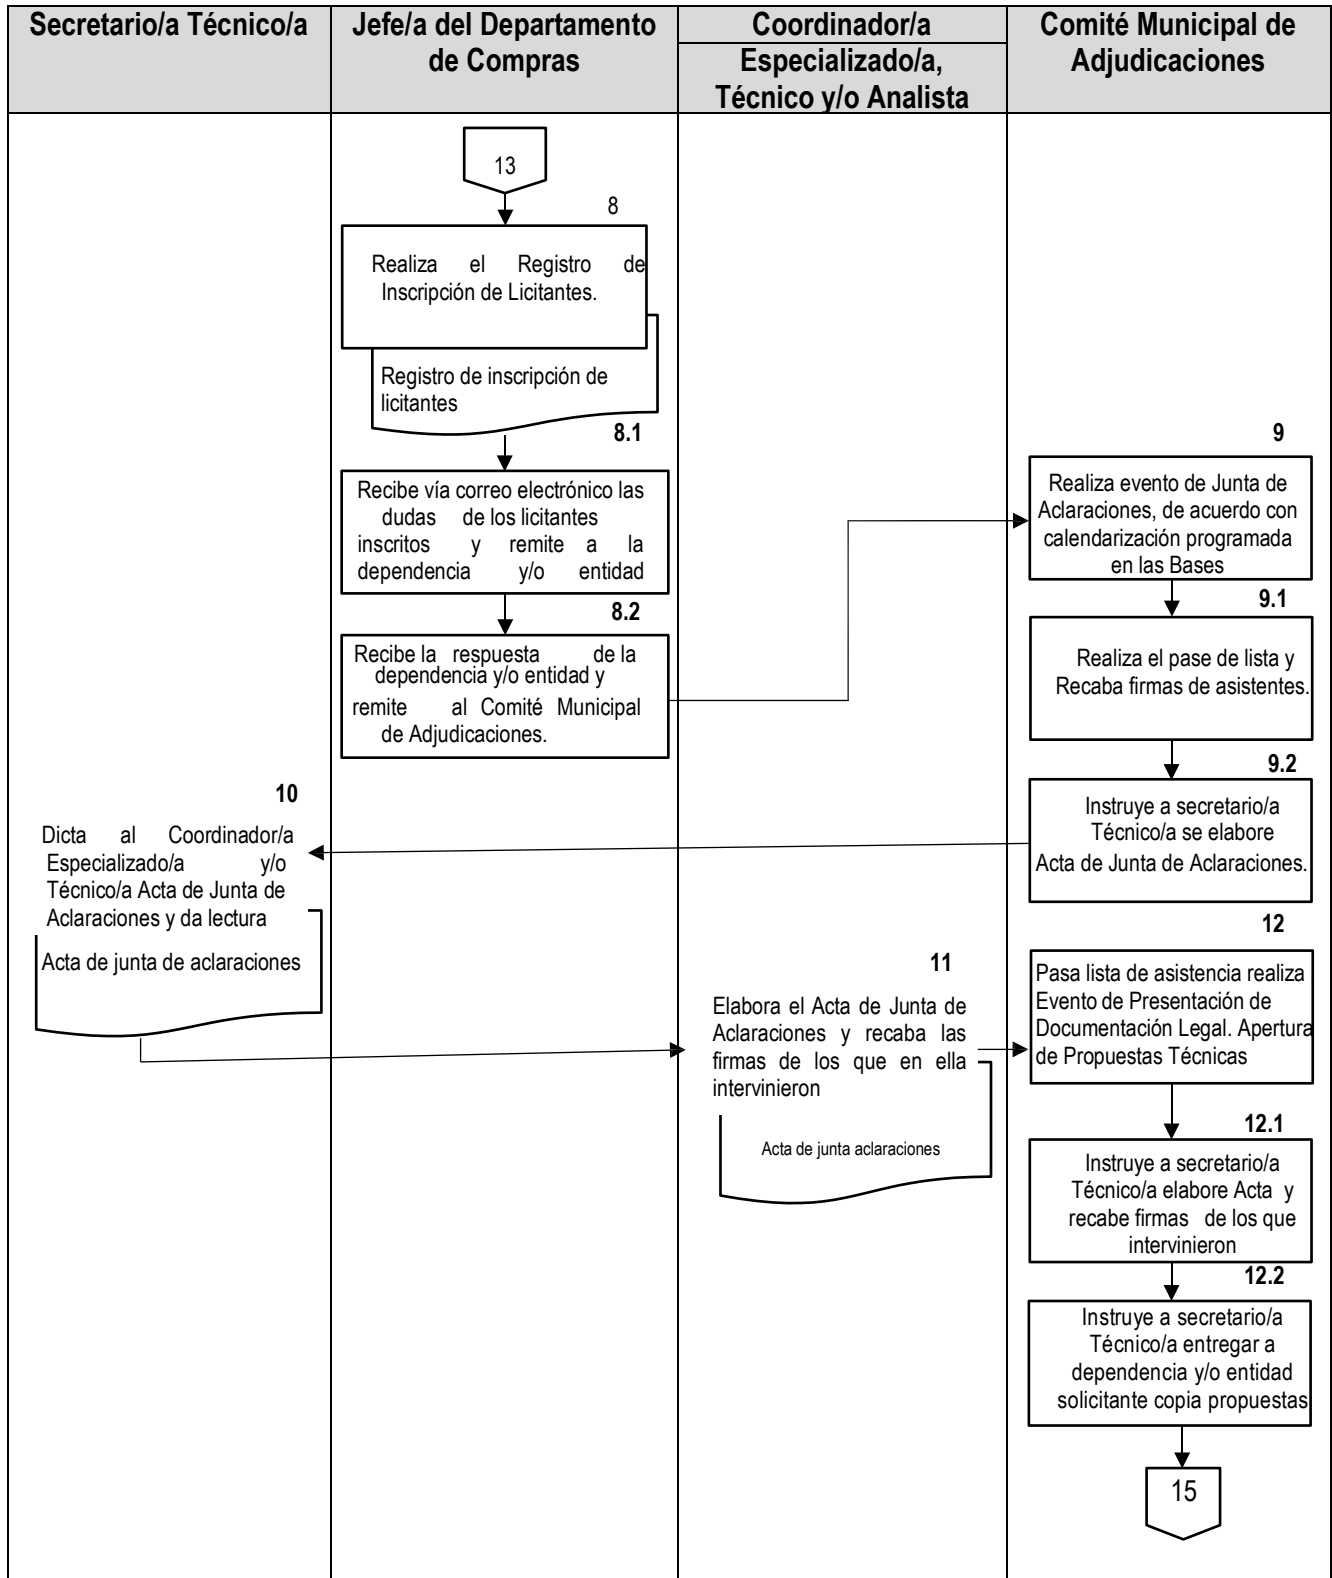 Secretario/a Técnico/a
Jefe/a del Departamento
de Compras
Coordinador/a
Especializado/a,
Técnico y/o Analista
Comité Municipal de
Adjudicaciones
13
8
Realiza el Registro de
Inscripción de Licitantes.
Registro de inscripción de
licitantes
8.1
Recibe vía correo electrónico las
dudas de los licitantes
inscritos y remite a la
dependencia y/o entidad
8.2
Recibe la respuesta de la
dependencia y/o entidad y
remite al Comité Municipal
de Adjudicaciones.
9
Realiza evento de Junta de
Aclaraciones, de acuerdo con
calendarización programada
en las Bases
9.1
Realiza el pase de lista y
Recaba firmas de asistentes.
9.2
Instruye a secretario/a
Técnico/a se elabore
Acta de Junta de Aclaraciones.
10
Dicta al Coordinador/a
Especializado/a y/o
Técnico/a Acta de Junta de
Aclaraciones y da lectura
Acta de junta de aclaraciones
11
Elabora el Acta de Junta de
Aclaraciones y recaba las
firmas de los que en ella
intervinieron
Acta de junta aclaraciones
12
Pasa lista de asistencia realiza
Evento de Presentación de
Documentación Legal. Apertura
de Propuestas Técnicas
12.1
Instruye a secretario/a
Técnico/a elabore Acta y
recabe firmas de los que
intervinieron
12.2
Instruye a secretario/a
Técnico/a entregar a
dependencia y/o entidad
solicitante copia propuestas
15